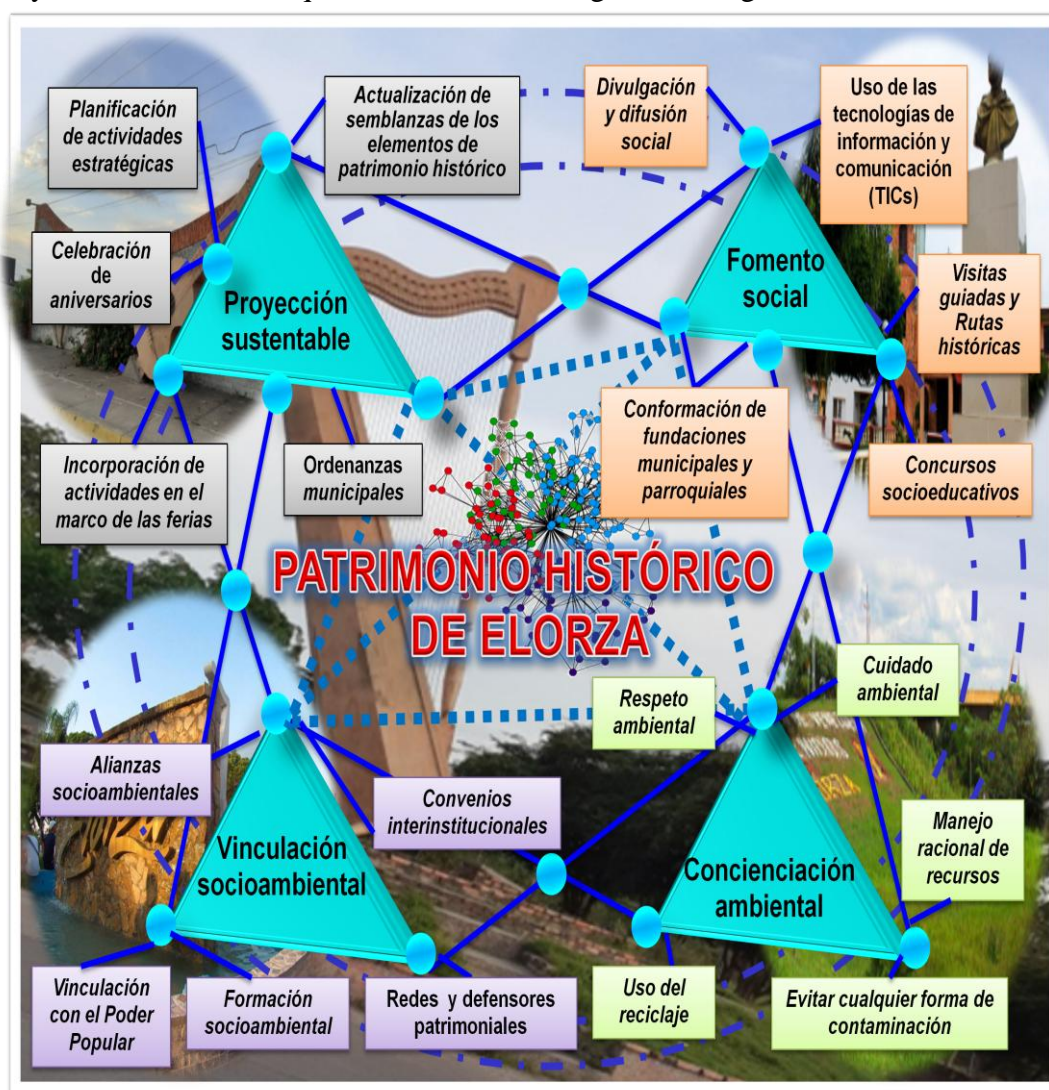 Planificación
de actividades
estratégicas
Actualización de
semblanzas de los
elementos de
patrimonio histórico
Divulgación
y difusión
social
Uso de las
tecnologías de
información y
comunicación
(TICs)
Celebración
de
aniversarios
Proyección
sustentable
Fomento
social
Visitas
guiadas y
Rutas
históricas
Incorporación de
actividades en el
marco de las ferias
Ordenanzas
municipales
Conformación de
fundaciones
municipales y
parroquiales
Concursos
socioeducativos
PATRIMONIO HISTÓRICO
DE ELORZA
Respeto
ambiental
Cuidado
ambiental
Alianzas
socioambientales
Convenios
interinstitucionales
Vinculación
socioambiental
Concienciación
ambiental
Manejo
racional de
recursos
Vinculación
con el Poder
Popular
Formación
socioambiental
Redes y defensores
patrimoniales
Uso del
reciclaje
Evitar cualquier forma de
contaminación